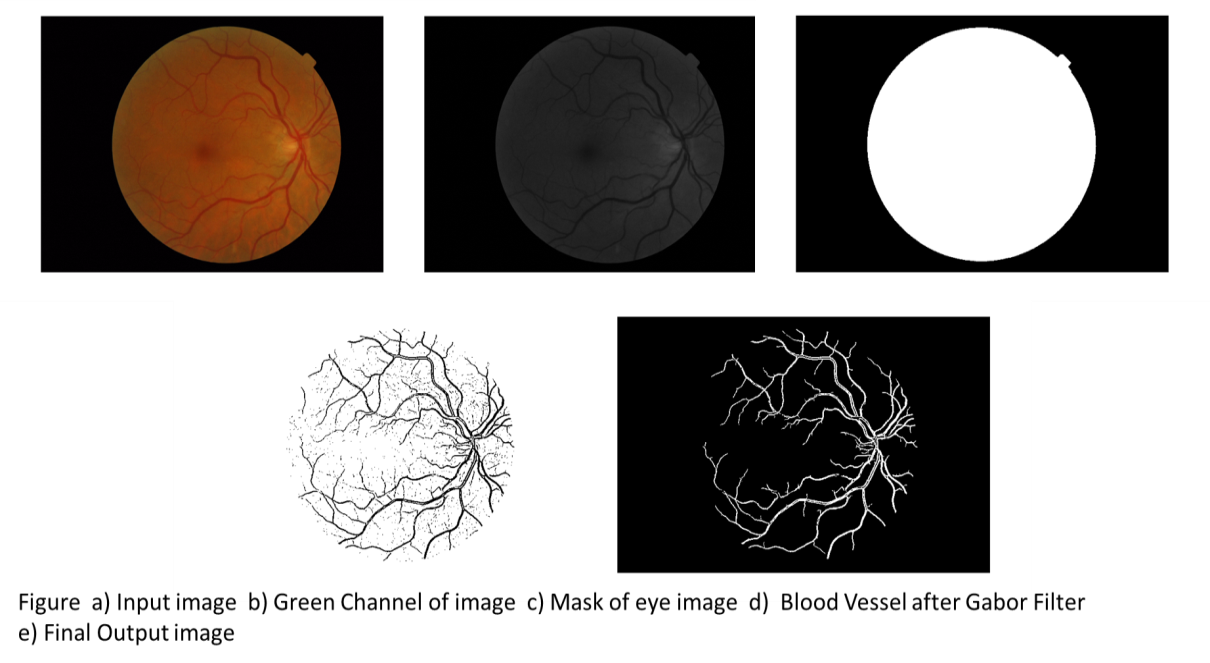 Figure a) Input image b) Green Channel of image c) Mask of eye image d) Blood Vessel after Gabor Filter
e) Final Output image